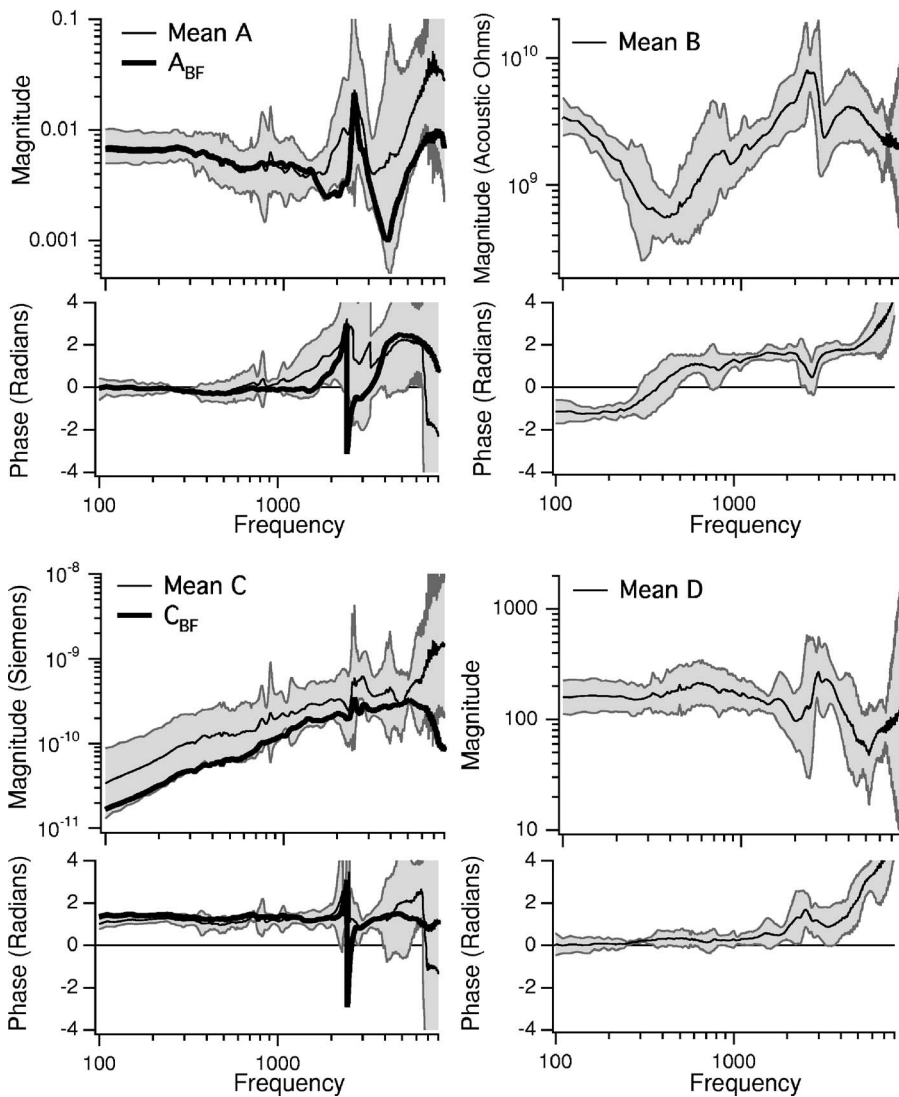 0.1
0.01
0.001
Magnitude
Mean A
A_BF
4
2
0
-2
-4
Phase (Radians)
100
1000
Frequency
10^10
10^9
Magnitude (Acoustic Ohms)
Mean B
4
2
0
-2
-4
Phase (Radians)
100
1000
Frequency
10^-8
10^-9
10^-10
10^-11
Magnitude (Siemens)
Mean C
C_BF
4
2
0
-2
-4
Phase (Radians)
100
1000
Frequency
1000
100
10
Magnitude
Mean D
4
2
0
-2
-4
Phase (Radians)
100
1000
Frequency